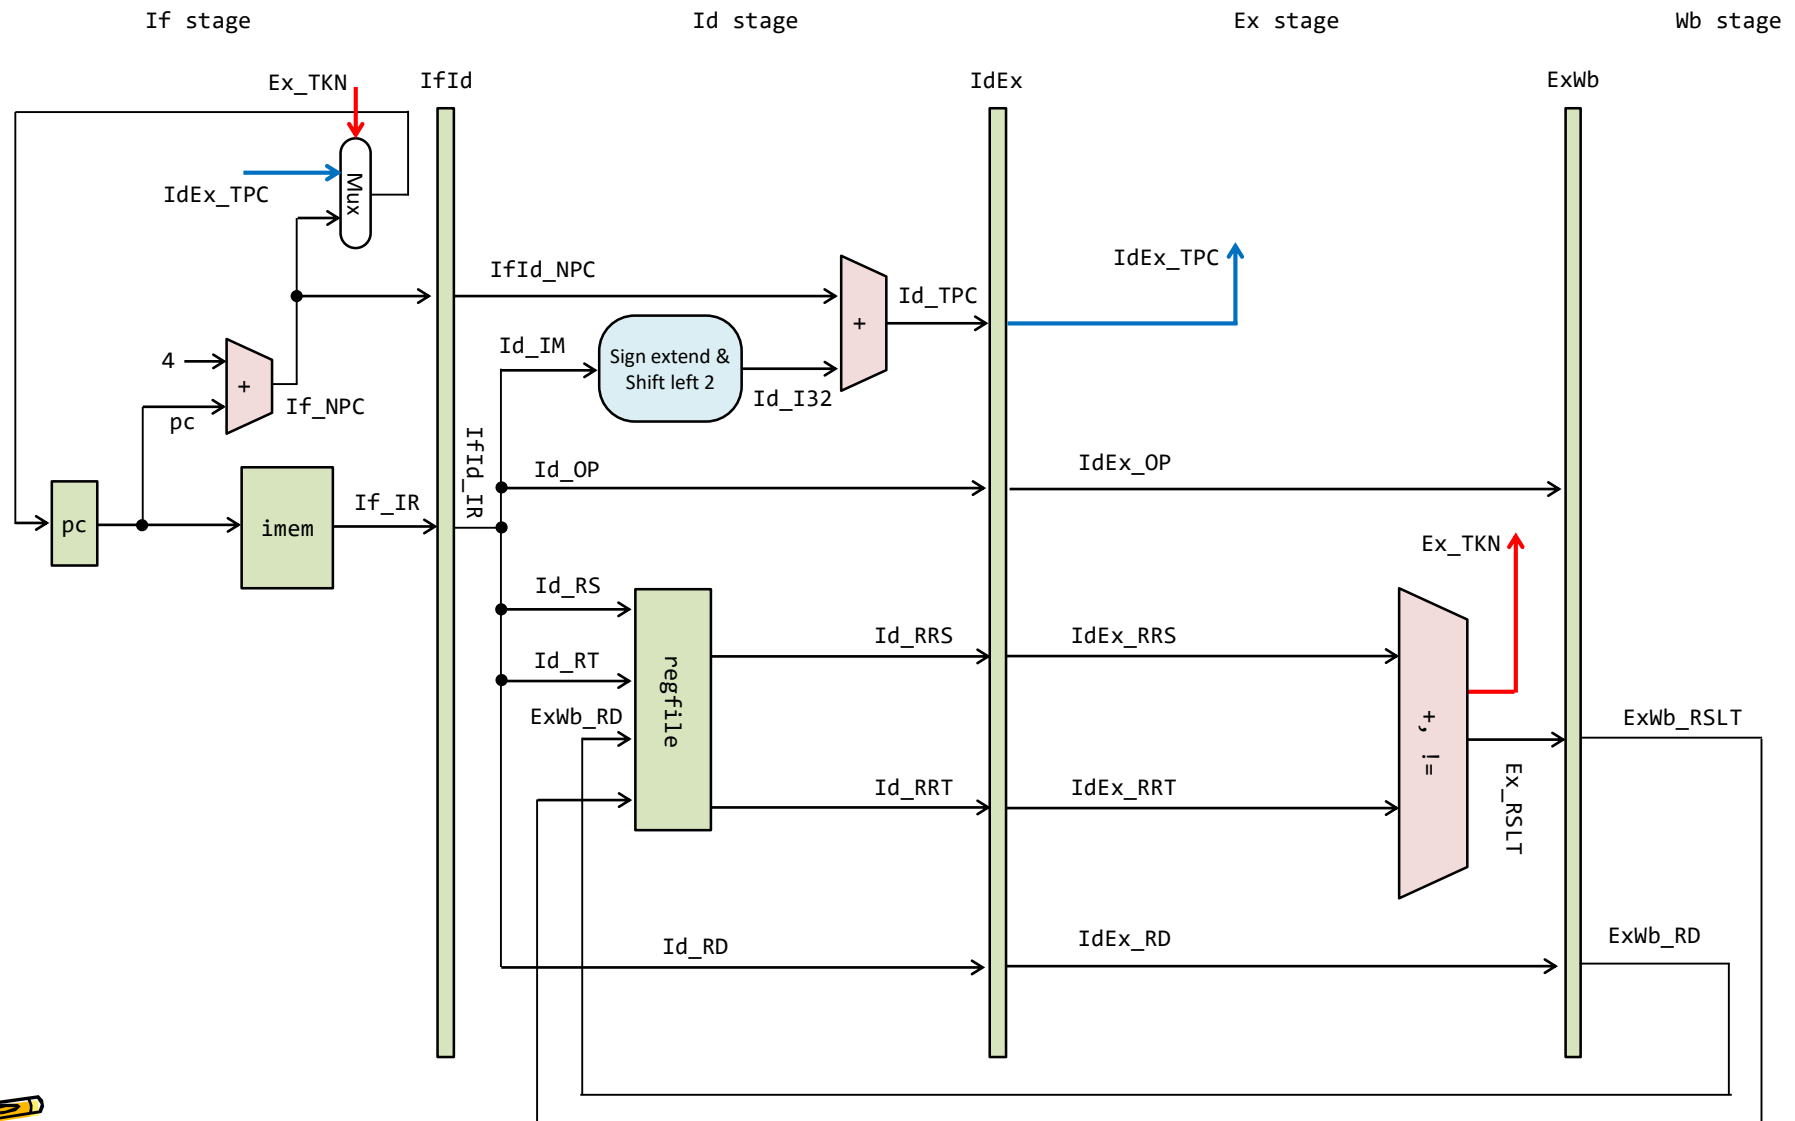 If stage
Id stage
Ex stage
Wb stage
Ex_TKN
IfId
IdEx
ExWb
Mux
IdEx_TPC
IfId_NPC
IdEx_TPC
Id_TPC
+
4
+
If_NPC
pc
Id_IM
Sign extend &
Shift left 2
Id_I32
IfId_IR
Id_OP
IdEx_OP
pc
imem
If_IR
Ex_TKN
Id_RS
Id_RT
ExWb_RD
regfile
Id_RRS
IdEx_RRS
+, !=
ExWb_RSLT
Id_RRT
IdEx_RRT
Ex_RSLT
Id_RD
IdEx_RD
ExWb_RD